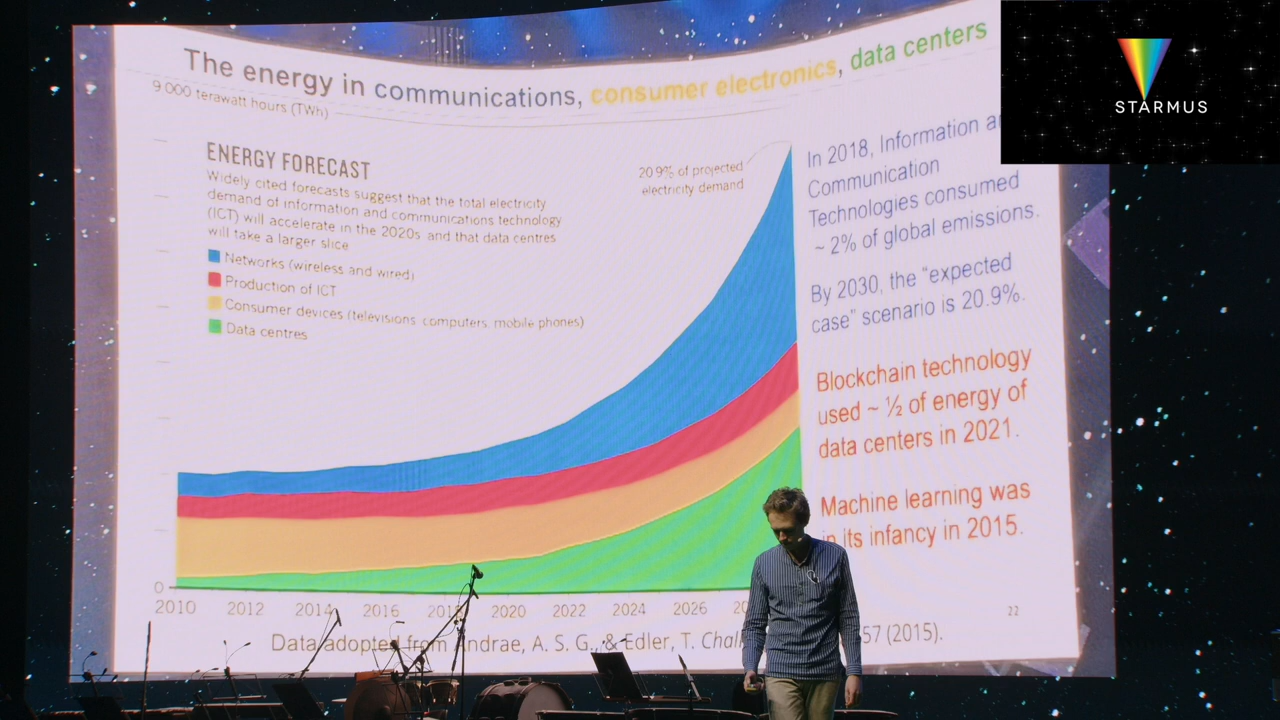 The energy in communications, consumer electronics, data centers
9 000 terawatt hours (TWh)
ENERGY FORECAST
Widely cited forecasts suggest that the total electricity
demand of information and communications technology
(ICT) will accelerate in the 2020s and that data centres
will take a larger slice
Networks (wireless and wired)
Production of ICT
Consumer devices (televisions computers, mobile phones)
Data centres
20.9% of projected
electricity demand
0
2010 2012 2014 2016 2018 2020 2022 2024 2026
Data adopted from Andrae, A. S. G., & Edler, T. 57 (2015).
In 2018, Information
Communication
Technologies consumed
~ 2% of global emissions.
By 2030, the “expected
case” scenario is 20.9%.
Blockchain technology
used ~ ½ of energy of
data centers in 2021.
Machine learning was
in its infancy in 2015.
22
STARMUS